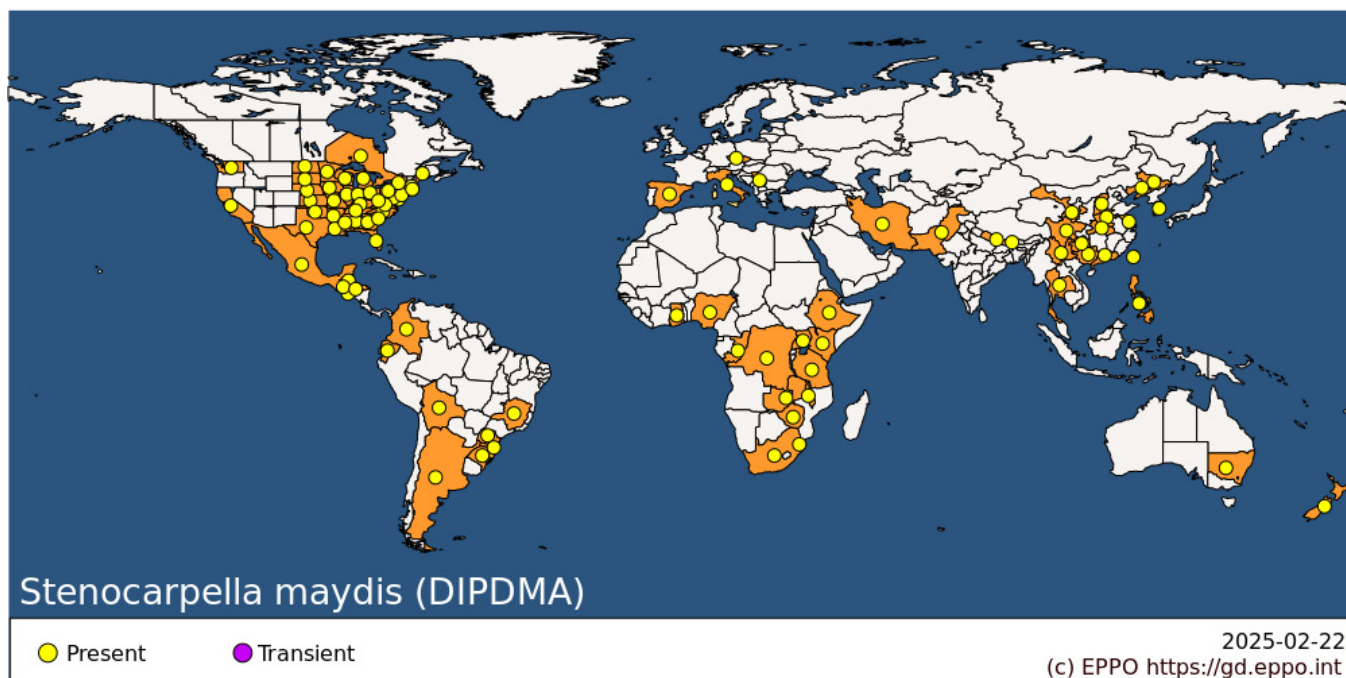 Stenocarpella maydis (DIPDMA)
Present
Transient
2025-02-22
(c) EPPO https://gd.eppo.int